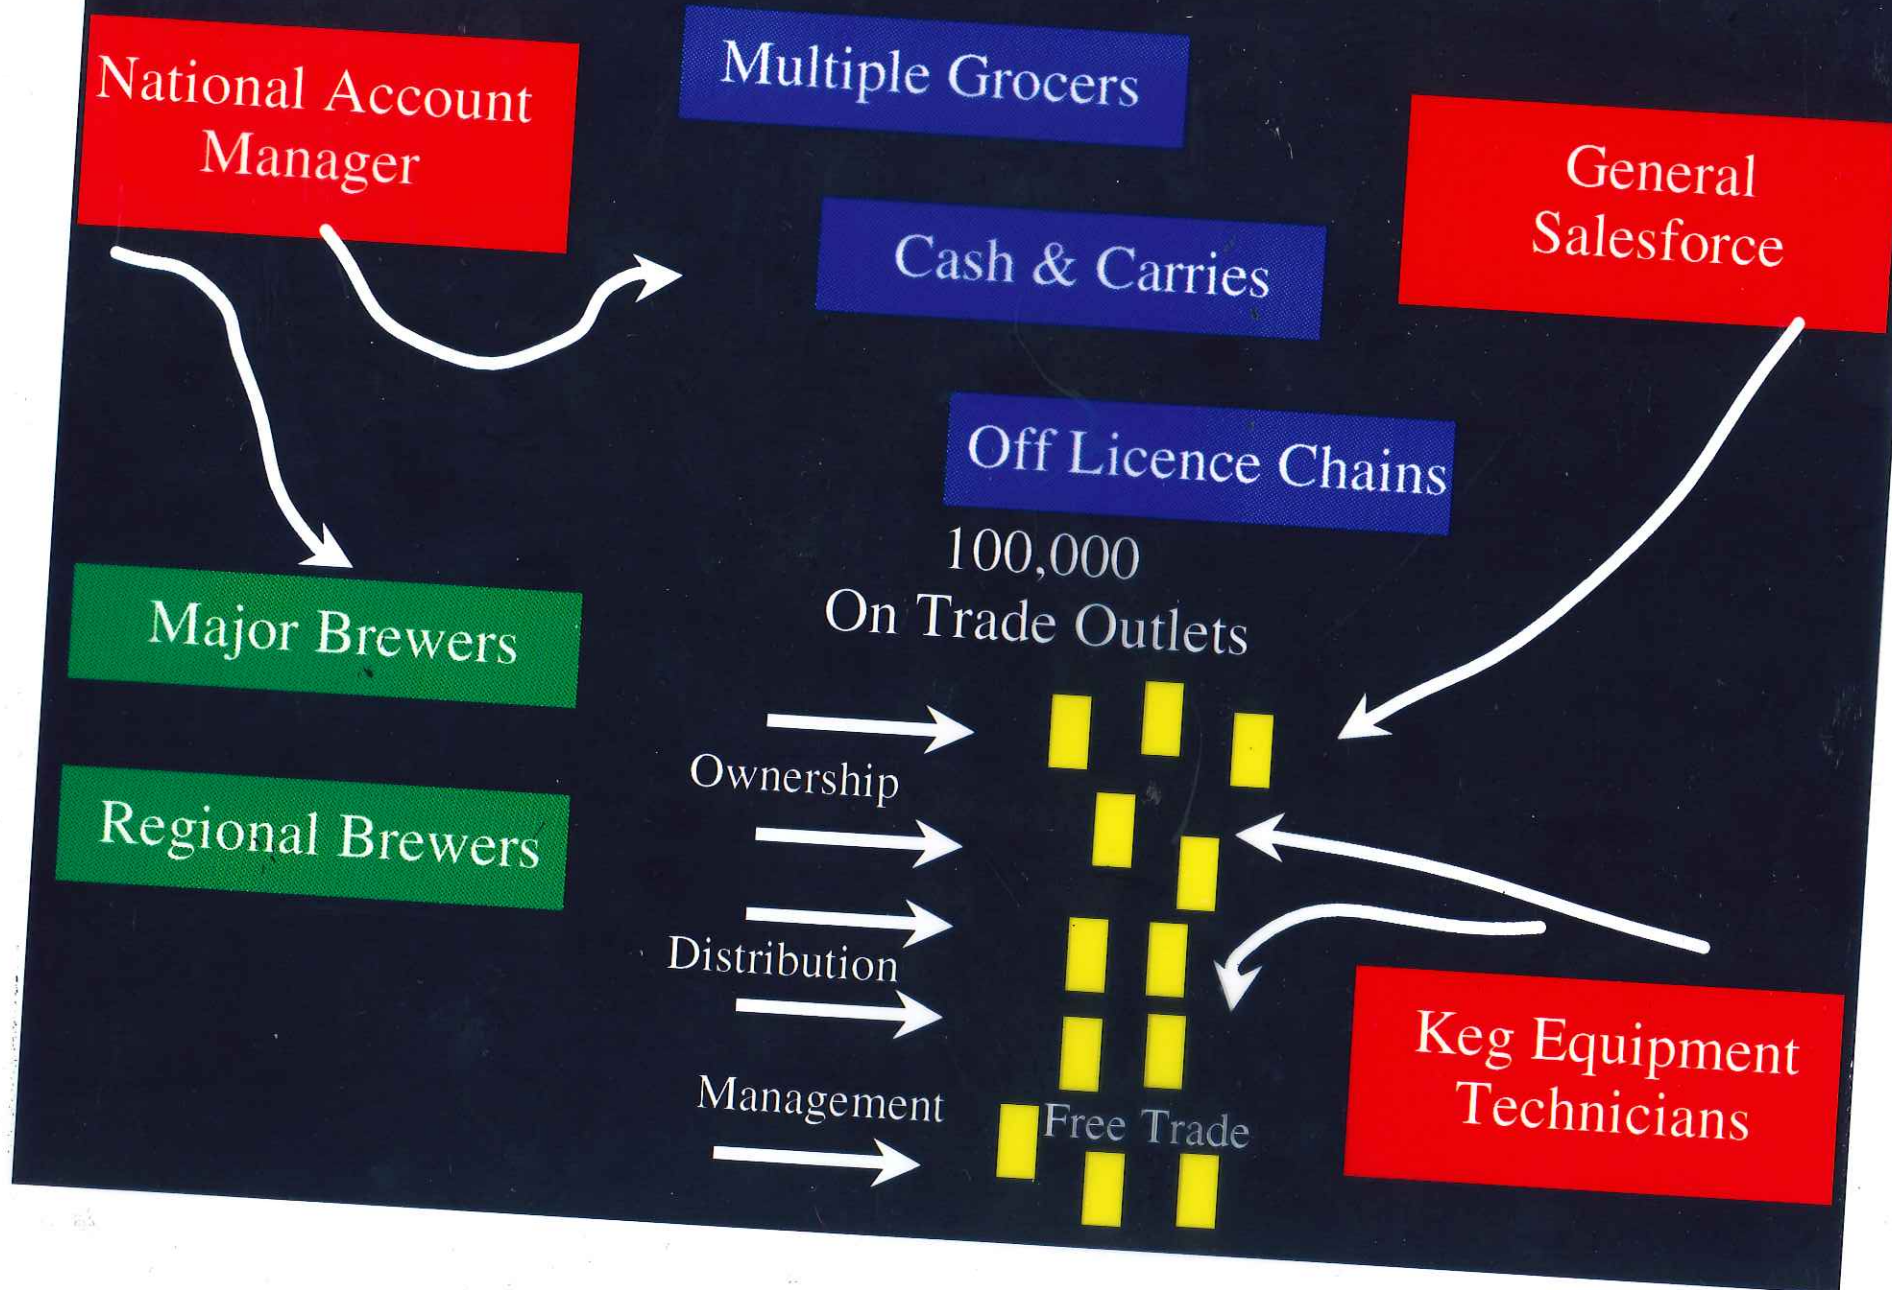 National Account
Manager
Multiple Grocers
General
Salesforce
Cash & Carries
Off Licence Chains
100,000
On Trade Outlets
Major Brewers
Ownership
Regional Brewers
Distribution
Management
Free Trade
Keg Equipment
Technicians